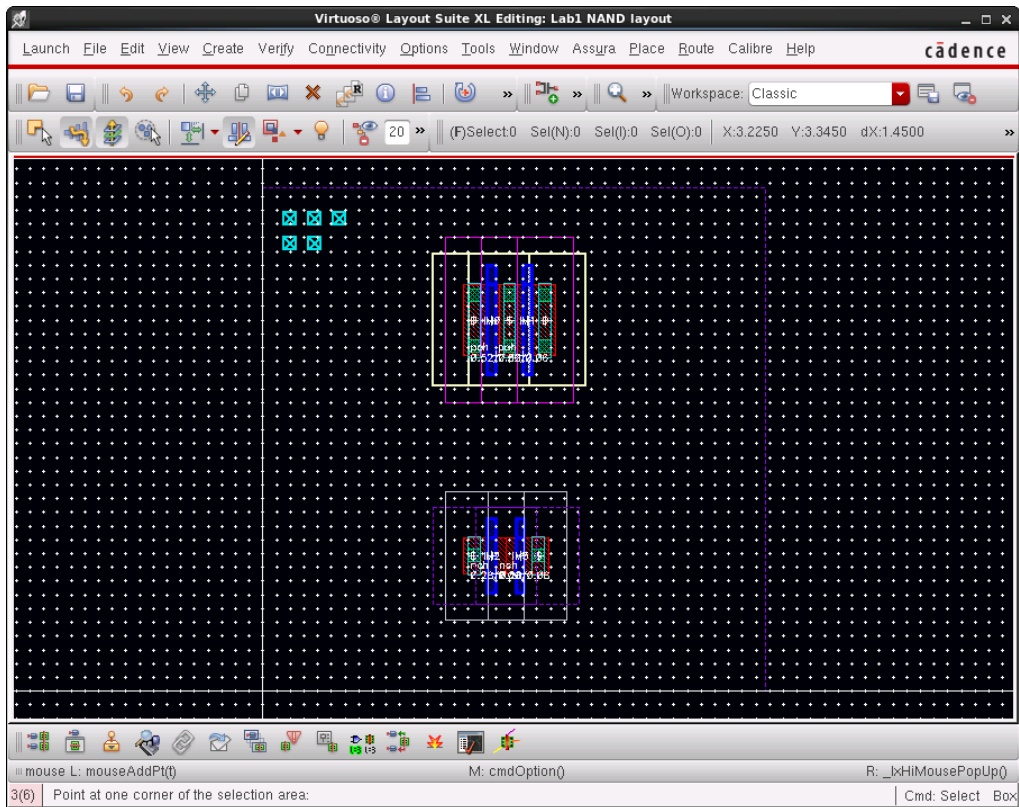 Virtuoso® Layout Suite XL Editing: Lab1 NAND layout
Launch File Edit View Create Verify Connectivity Options Tools Window Assura Place Route Calibre Help
cādence
R » » » Workspace: Classic
20 » (F)Select:0 Sel(N):0 Sel(I):0 Sel(O):0 X:3.2250 Y:3.3450 dX:1.4500 »
mouse L: mouseAddPt(t) M: cmdOption() R: _lxHiMousePopUp()
3(6) Point at one corner of the selection area: Cmd: Select Box